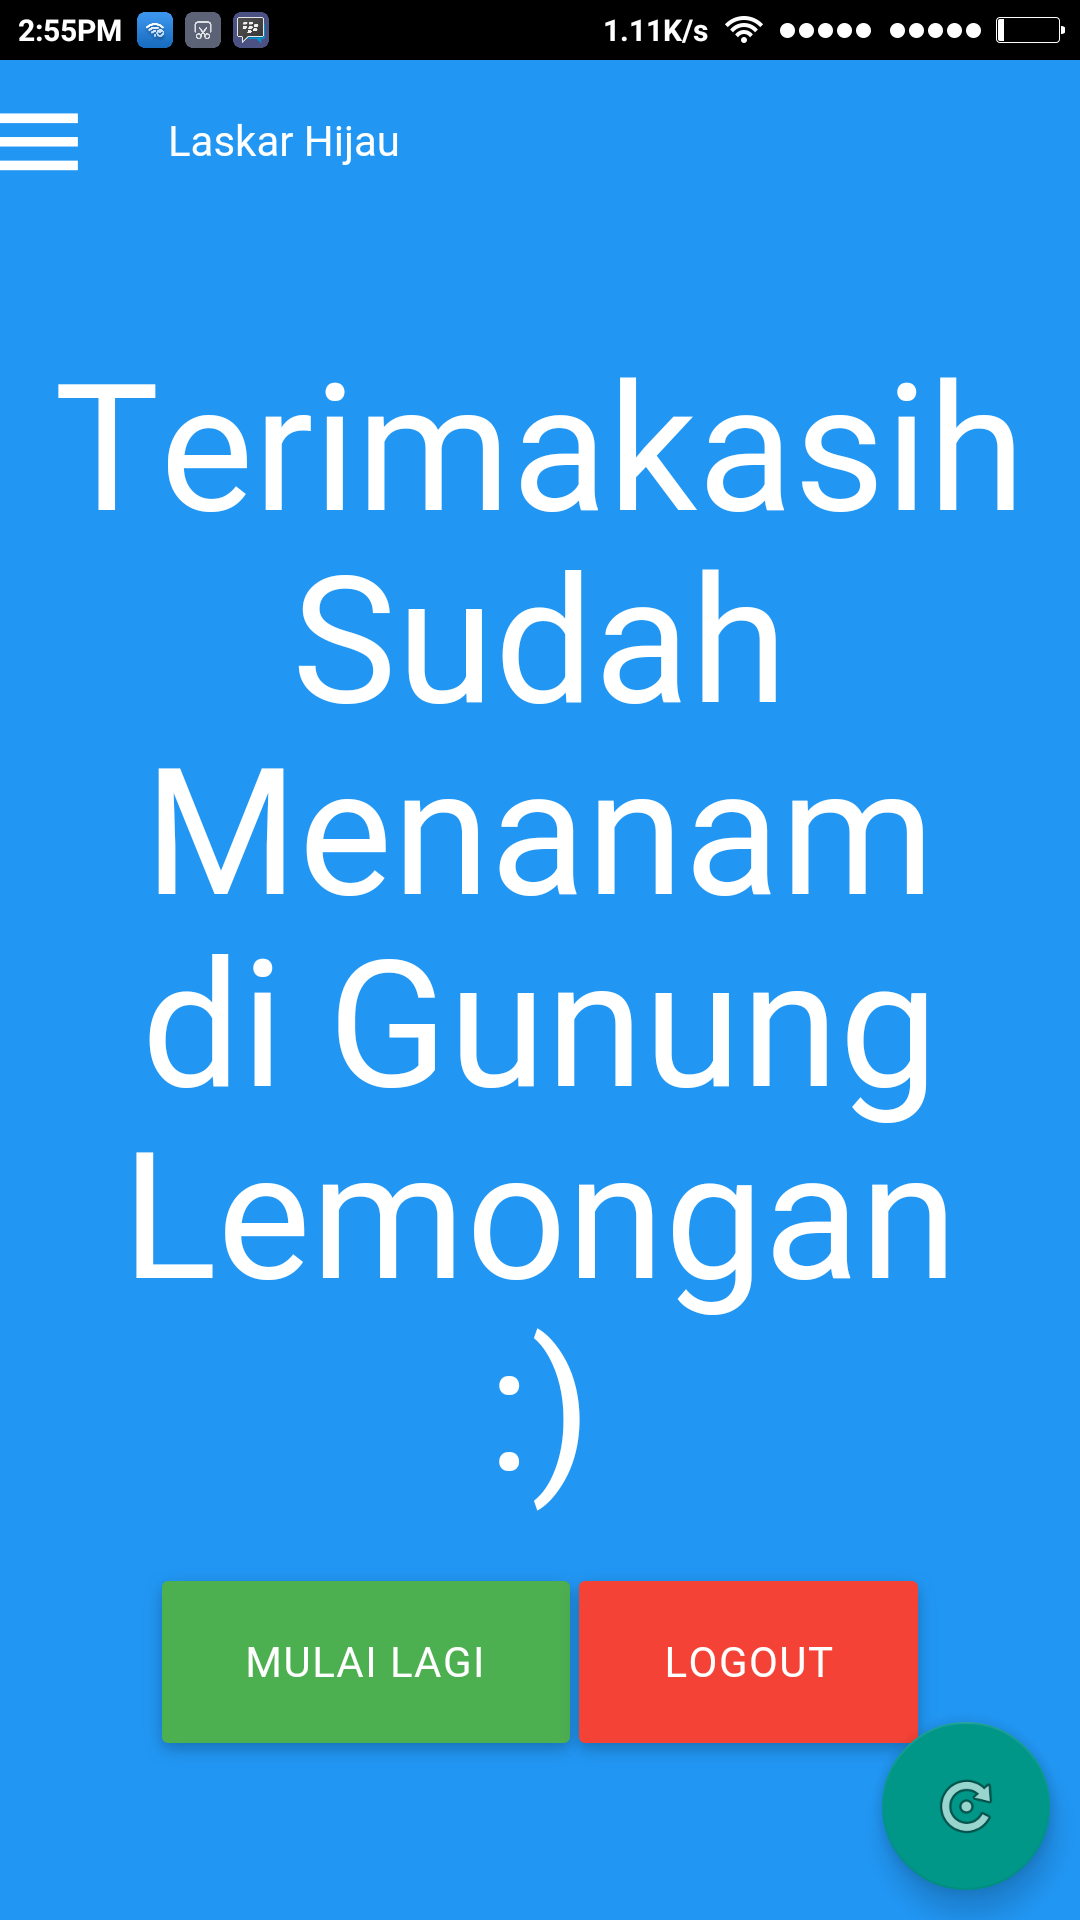 2:55PM 1.11K/s
Laskar Hijau
Terimakasih
Sudah
Menanam
di Gunung
Lemongan
:)
MULAI LAGI LOGOUT